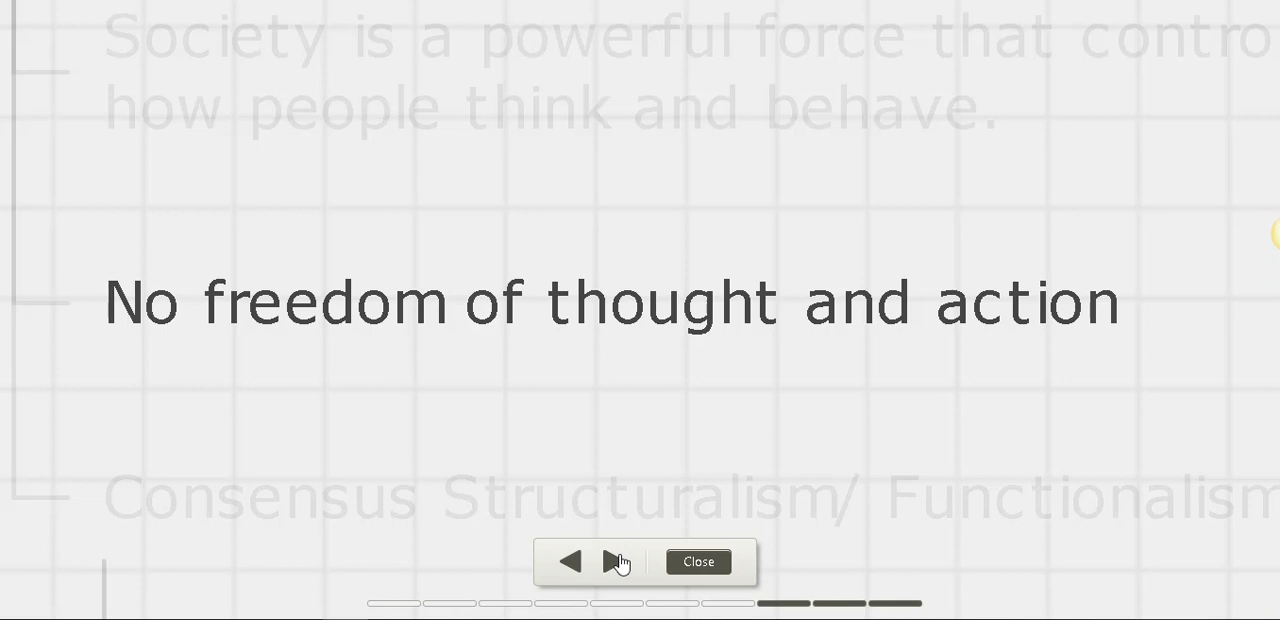 Society is a powerful force that contro
how people think and behave.
No freedom of thought and action
Consensus Structuralism/ Functionalism
Close